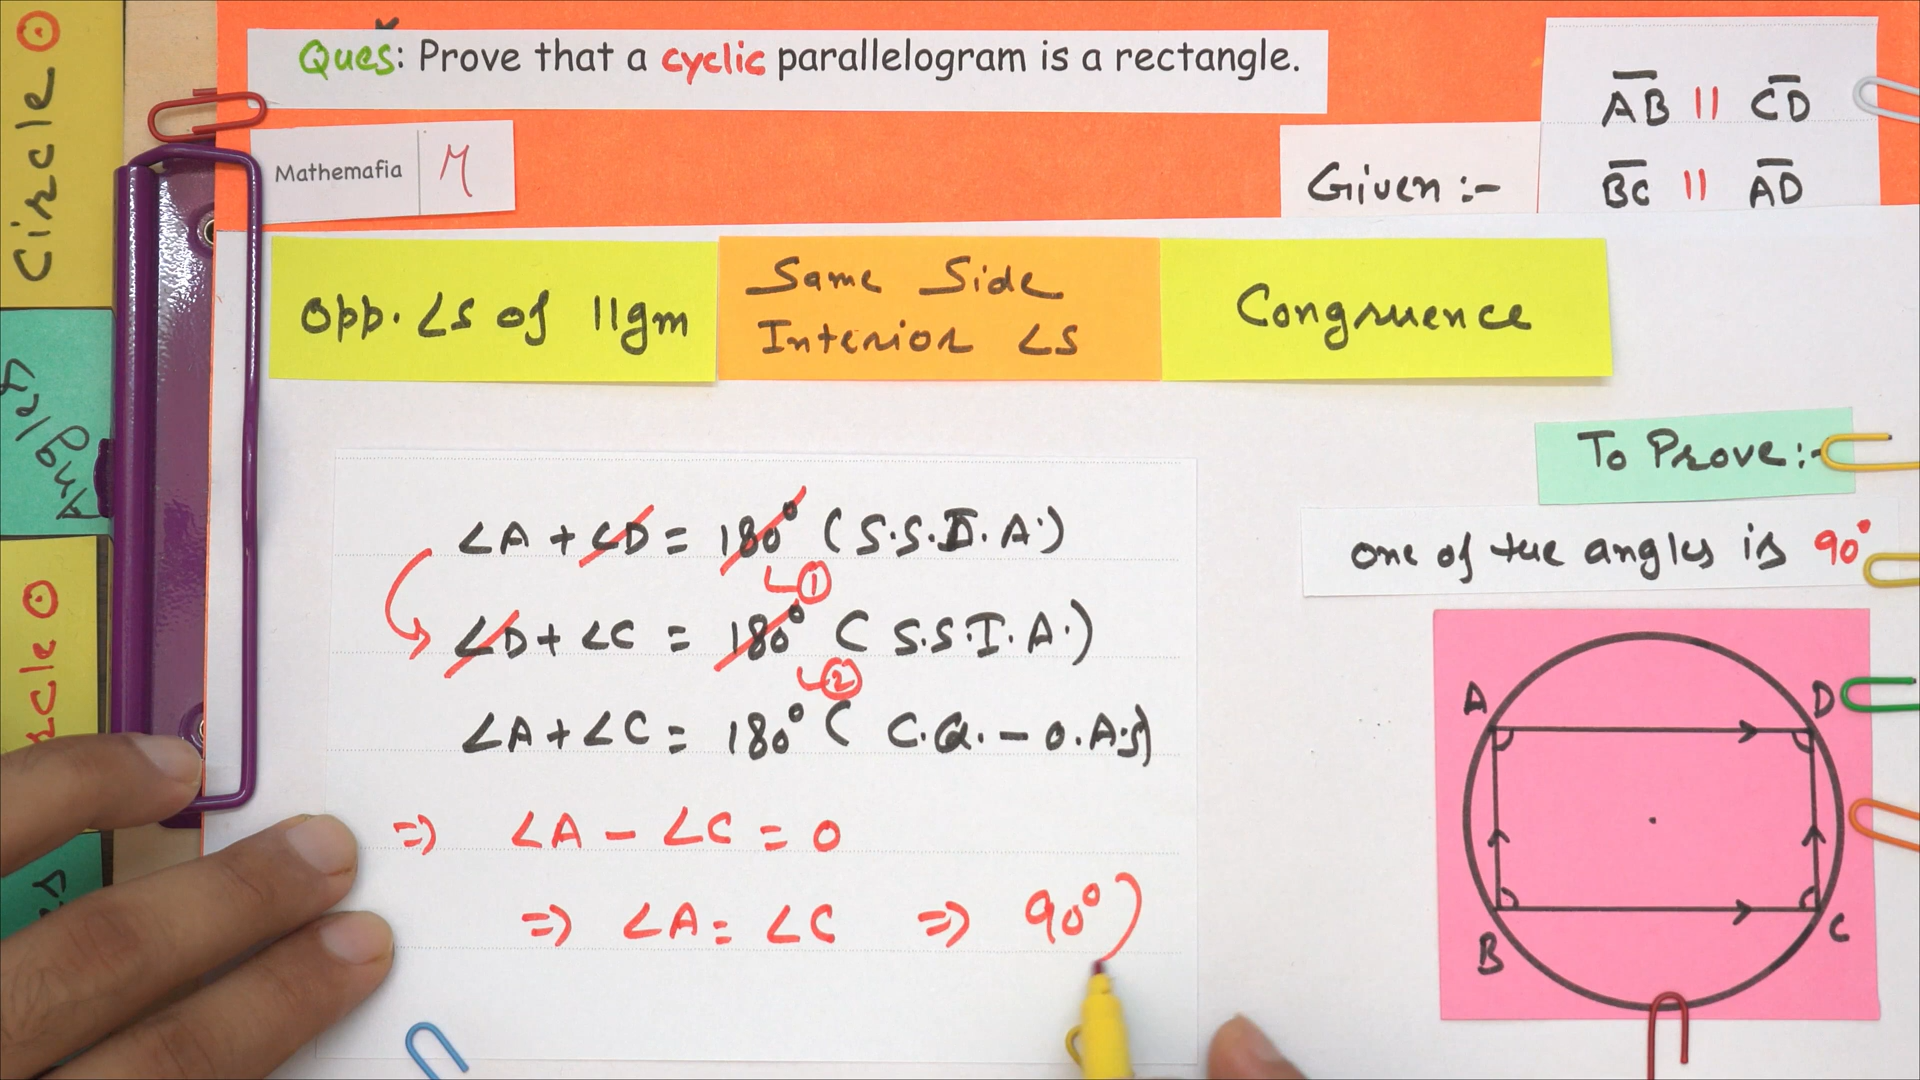 Ques: Prove that a cyclic parallelogram is a rectangle.
Mathemafia M
Given :-
AB || CD
BC || AD
Opp. ∠s of ||gm
Same Side
Interior ∠s
Congruence
To Prove:-
one of the angles is 90°
∠A + ∠D = 180° (S.S.I.A.)
①
∠D + ∠C = 180° (S.S.I.A.)
②
∠A + ∠C = 180° (C.Q. - O.A.s)
⇒ ∠A - ∠C = 0
⇒ ∠A = ∠C ⇒ 90°
A
D
B
C
Circle
Angles
rcle